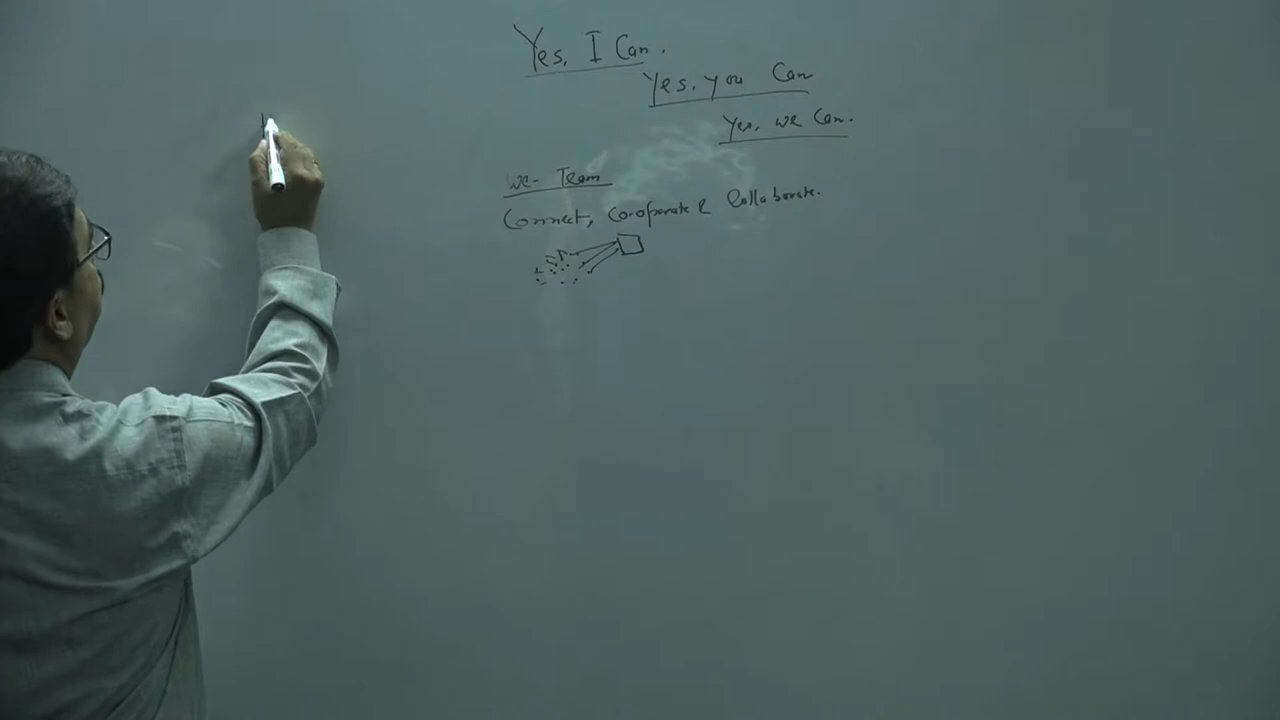 Yes, I Can.
Yes, you Can
Yes, we Can.
We - Team
Connect, Co-operate & Collaborate.